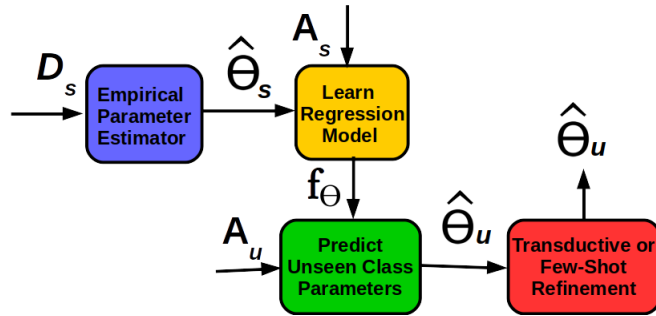 A_s
D_s
Θ̂_s
Empirical
Parameter
Estimator
Learn
Regression
Model
f_Θ
Θ̂_u
A_u
Θ̂_u
Predict
Unseen Class
Parameters
Transductive or
Few-Shot
Refinement